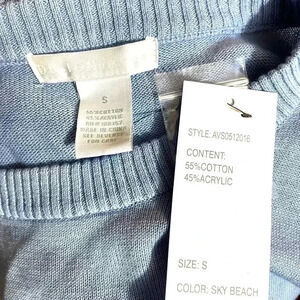 S
55%COTTON
45%ACRYLIC
MADE IN CHINA
SEE REVERSE
FOR CARE
STYLE: AVS0512016
CONTENT:
55%COTTON
45%ACRYLIC
SIZE: S
COLOR: SKY BEACH